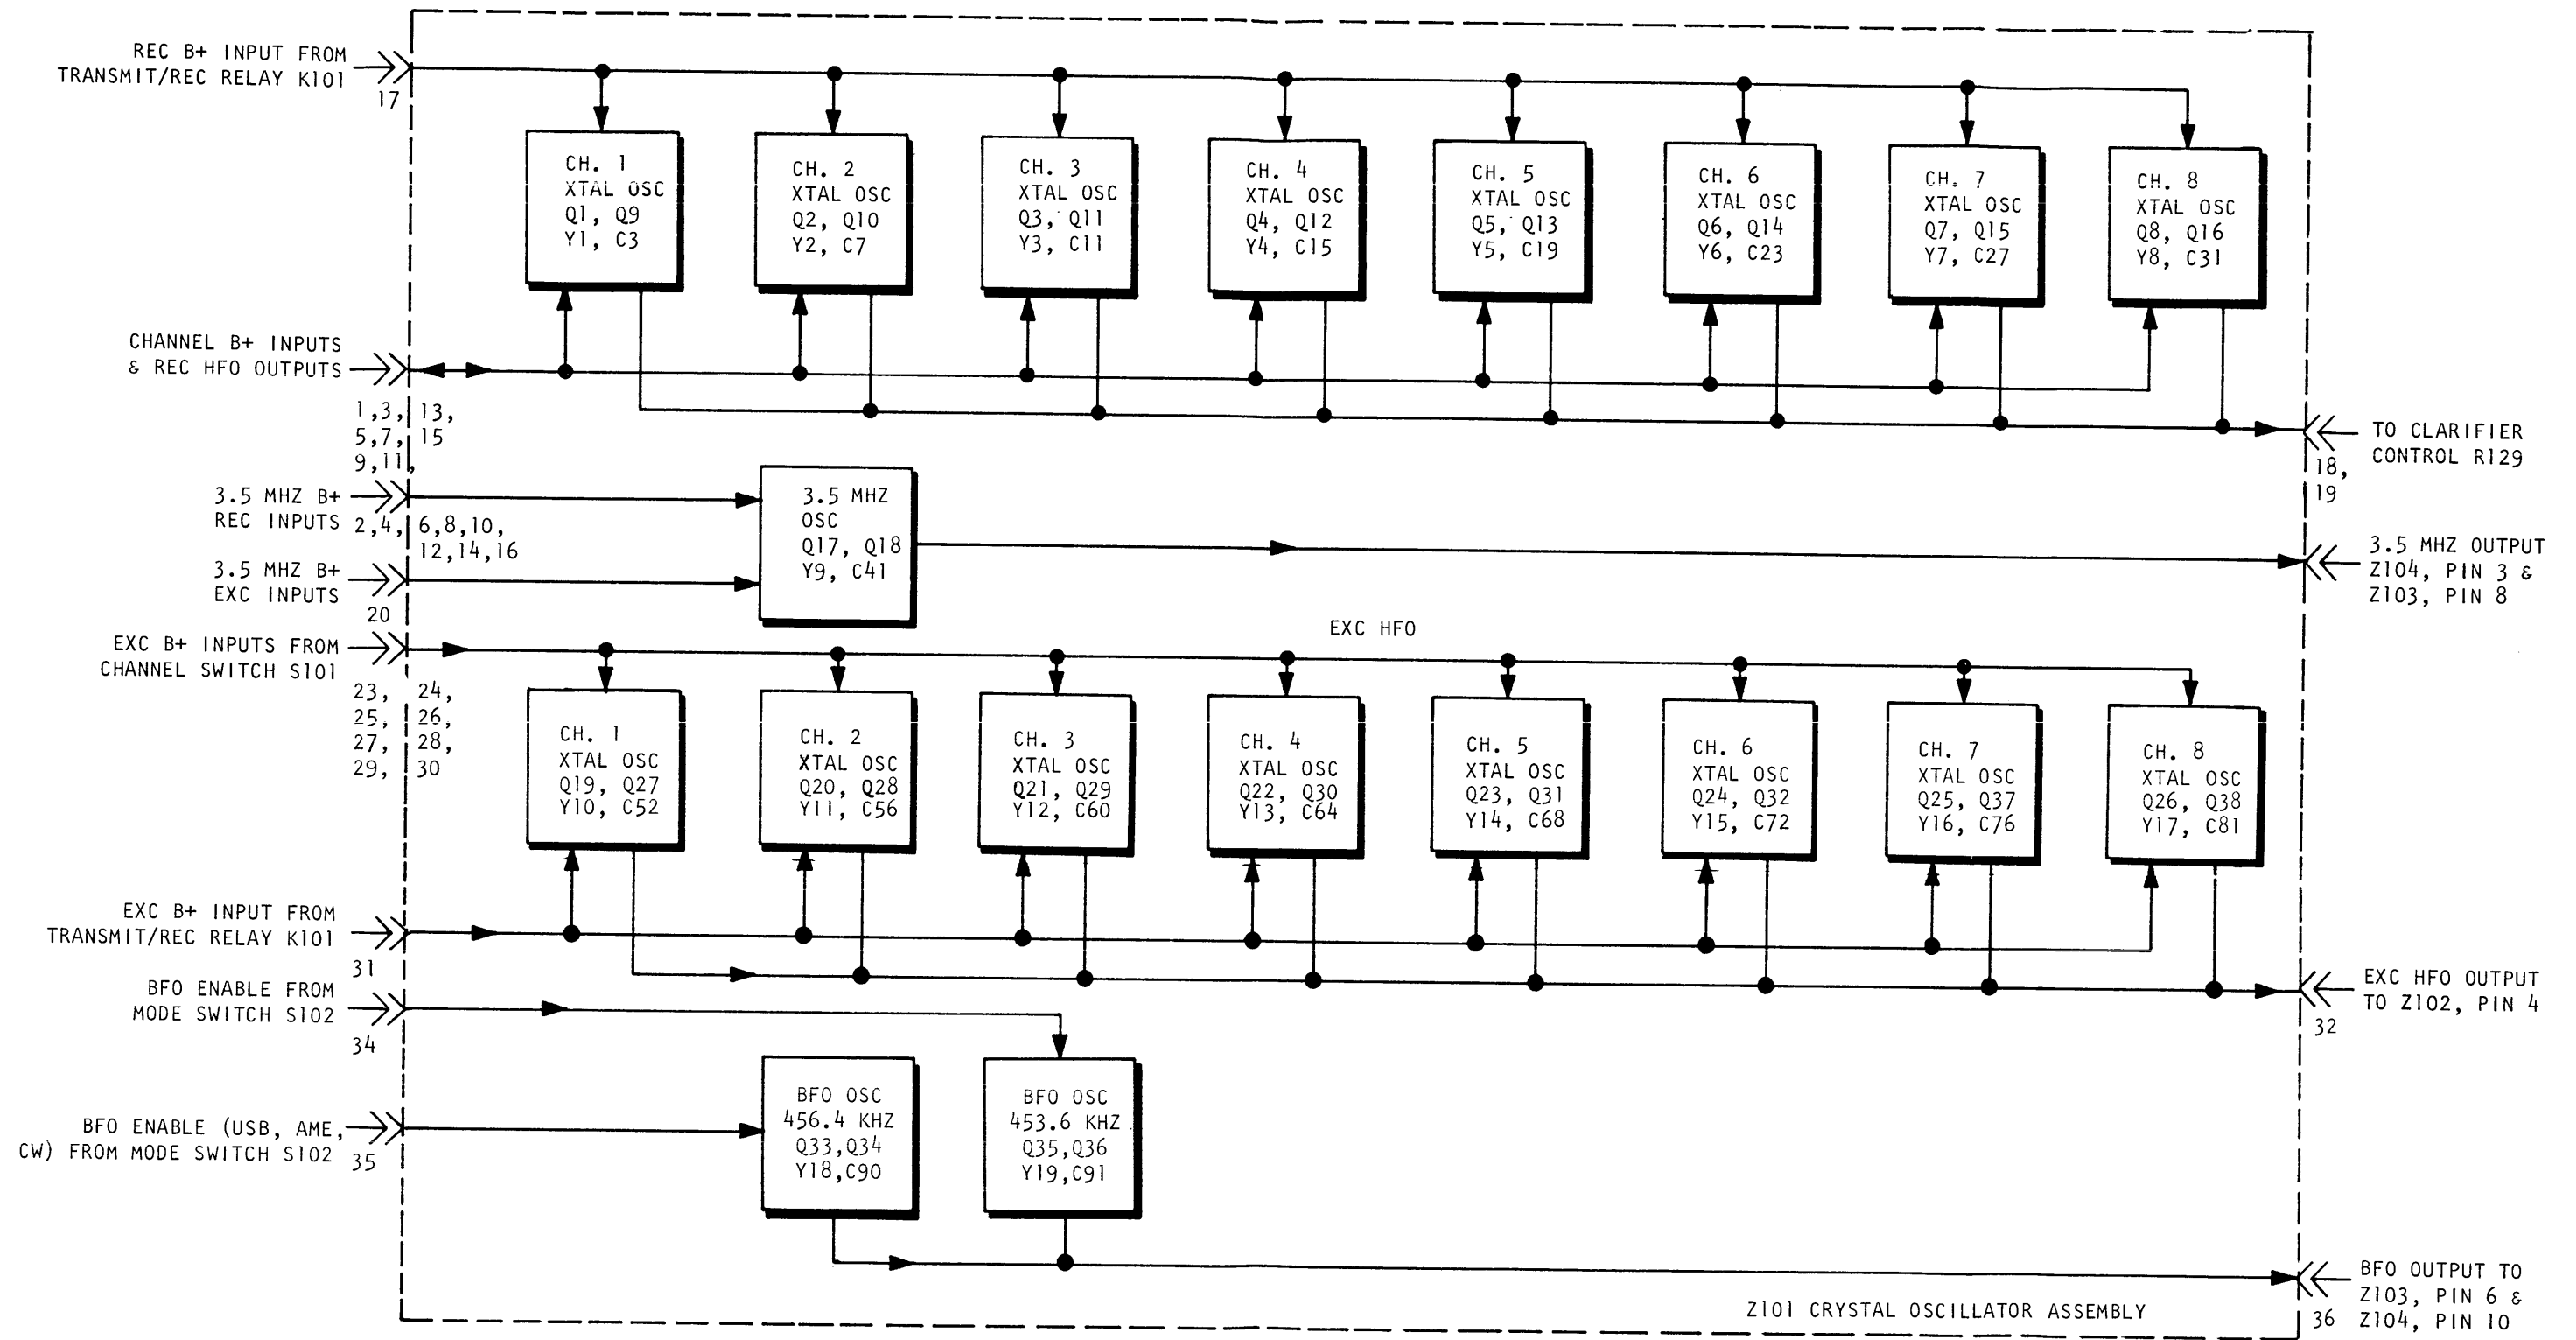 REC B+ INPUT FROM
TRANSMIT/REC RELAY K101
17
CH. 1
XTAL OSC
Q1, Q9
Y1, C3
CH. 2
XTAL OSC
Q2, Q10
Y2, C7
CH. 3
XTAL OSC
Q3, Q11
Y3, C11
CH. 4
XTAL OSC
Q4, Q12
Y4, C15
CH. 5
XTAL OSC
Q5, Q13
Y5, C19
CH. 6
XTAL OSC
Q6, Q14
Y6, C23
CH. 7
XTAL OSC
Q7, Q15
Y7, C27
CH. 8
XTAL OSC
Q8, Q16
Y8, C31
CHANNEL B+ INPUTS
& REC HFO OUTPUTS
1,3, 13,
5,7, 15
9,11,
TO CLARIFIER
CONTROL R129
18,
19
3.5 MHZ B+
REC INPUTS
2,4, 6,8,10,
12,14,16
3.5 MHZ B+
EXC INPUTS
20
3.5 MHZ
OSC
Q17, Q18
Y9, C41
3.5 MHZ OUTPUT
Z104, PIN 3 &
Z103, PIN 8
EXC HFO
EXC B+ INPUTS FROM
CHANNEL SWITCH S101
23, 24,
25, 26,
27, 28,
29, 30
CH. 1
XTAL OSC
Q19, Q27
Y10, C52
CH. 2
XTAL OSC
Q20, Q28
Y11, C56
CH. 3
XTAL OSC
Q21, Q29
Y12, C60
CH. 4
XTAL OSC
Q22, Q30
Y13, C64
CH. 5
XTAL OSC
Q23, Q31
Y14, C68
CH. 6
XTAL OSC
Q24, Q32
Y15, C72
CH. 7
XTAL OSC
Q25, Q37
Y16, C76
CH. 8
XTAL OSC
Q26, Q38
Y17, C81
EXC B+ INPUT FROM
TRANSMIT/REC RELAY K101
31
EXC HFO OUTPUT
TO Z102, PIN 4
32
BFO ENABLE FROM
MODE SWITCH S102
34
BFO ENABLE (USB, AME,
CW) FROM MODE SWITCH S102
35
BFO OSC
456.4 KHZ
Q33,Q34
Y18,C90
BFO OSC
453.6 KHZ
Q35,Q36
Y19,C91
BFO OUTPUT TO
Z103, PIN 6 &
Z104, PIN 10
36
Z101 CRYSTAL OSCILLATOR ASSEMBLY